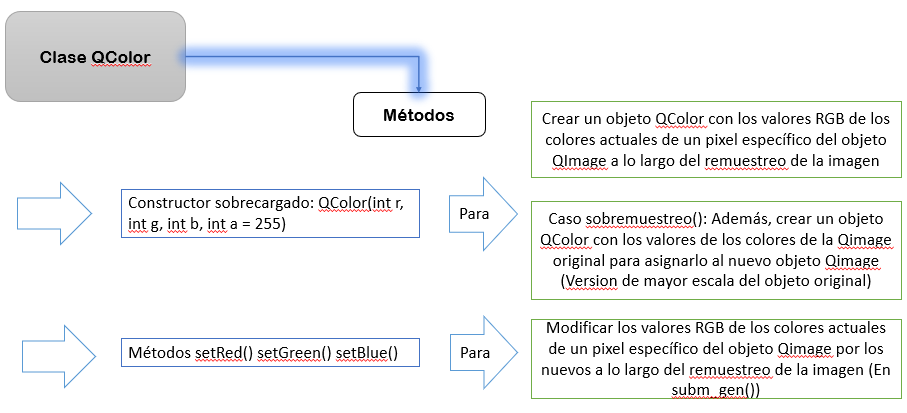 Clase QColor
Métodos
Crear un objeto QColor con los valores RGB de los
colores actuales de un pixel específico del objeto
QImage a lo largo del remuestreo de la imagen
Constructor sobrecargado: QColor(int r,
int g, int b, int a = 255)
Para
Caso sobremuestreo(): Además, crear un objeto
QColor con los valores de los colores de la Qimage
original para asignarlo al nuevo objeto Qimage
(Version de mayor escala del objeto original)
Métodos setRed() setGreen() setBlue()
Para
Modificar los valores RGB de los colores actuales
de un pixel específico del objeto Qimage por los
nuevos a lo largo del remuestreo de la imagen (En
subm_gen())